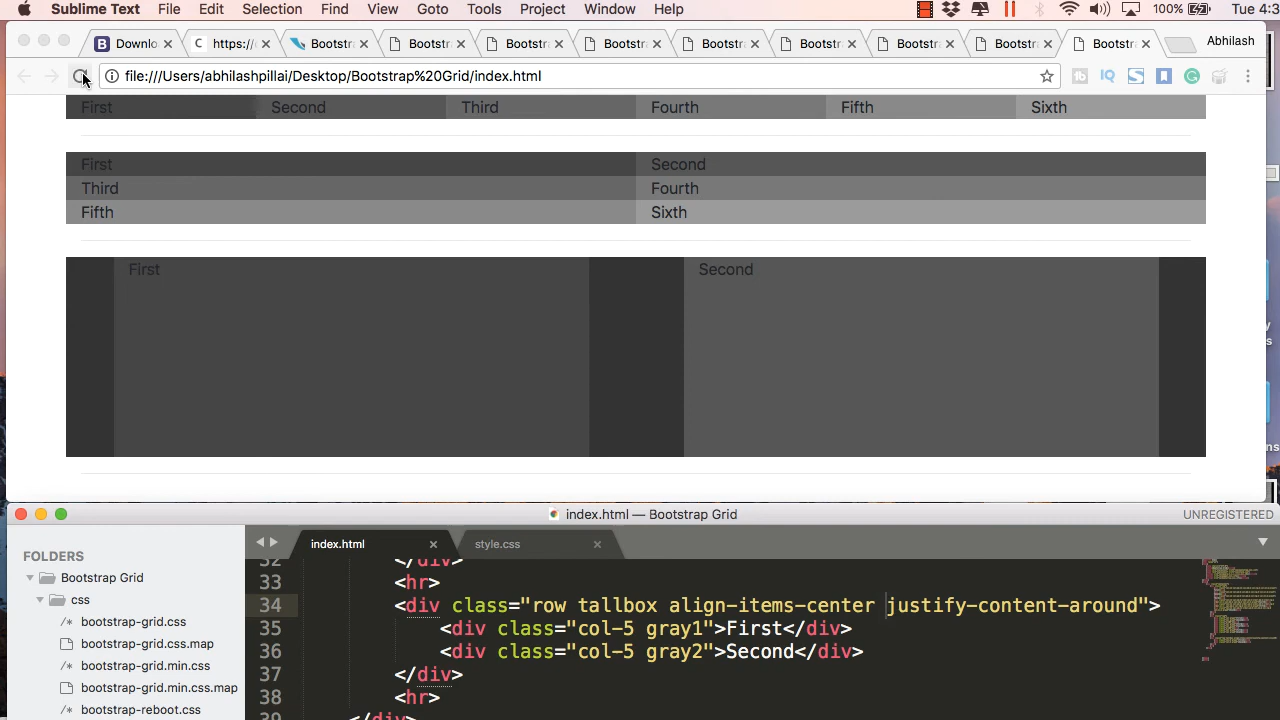 Sublime Text File Edit Selection Find View Goto Tools Project Window Help 100% Tue 4:3
Downlo https:/ Bootstr Bootstr Bootstr Bootstr Bootstr Bootstr Bootstr Bootstr Bootstr Abhilash
file:///Users/abhilashpillai/Desktop/Bootstrap%20Grid/index.html
First Second Third Fourth Fifth Sixth
First Second
Third Fourth
Fifth Sixth
First Second
index.html — Bootstrap Grid UNREGISTERED
index.html style.css
FOLDERS
Bootstrap Grid
css
bootstrap-grid.css
bootstrap-grid.css.map
bootstrap-grid.min.css
bootstrap-grid.min.css.map
bootstrap-reboot.css
32 </div>
33 <hr>
34 <div class="row tallbox align-items-center justify-content-around">
35 <div class="col-5 gray1">First</div>
36 <div class="col-5 gray2">Second</div>
37 </div>
38 <hr>
39 </div>